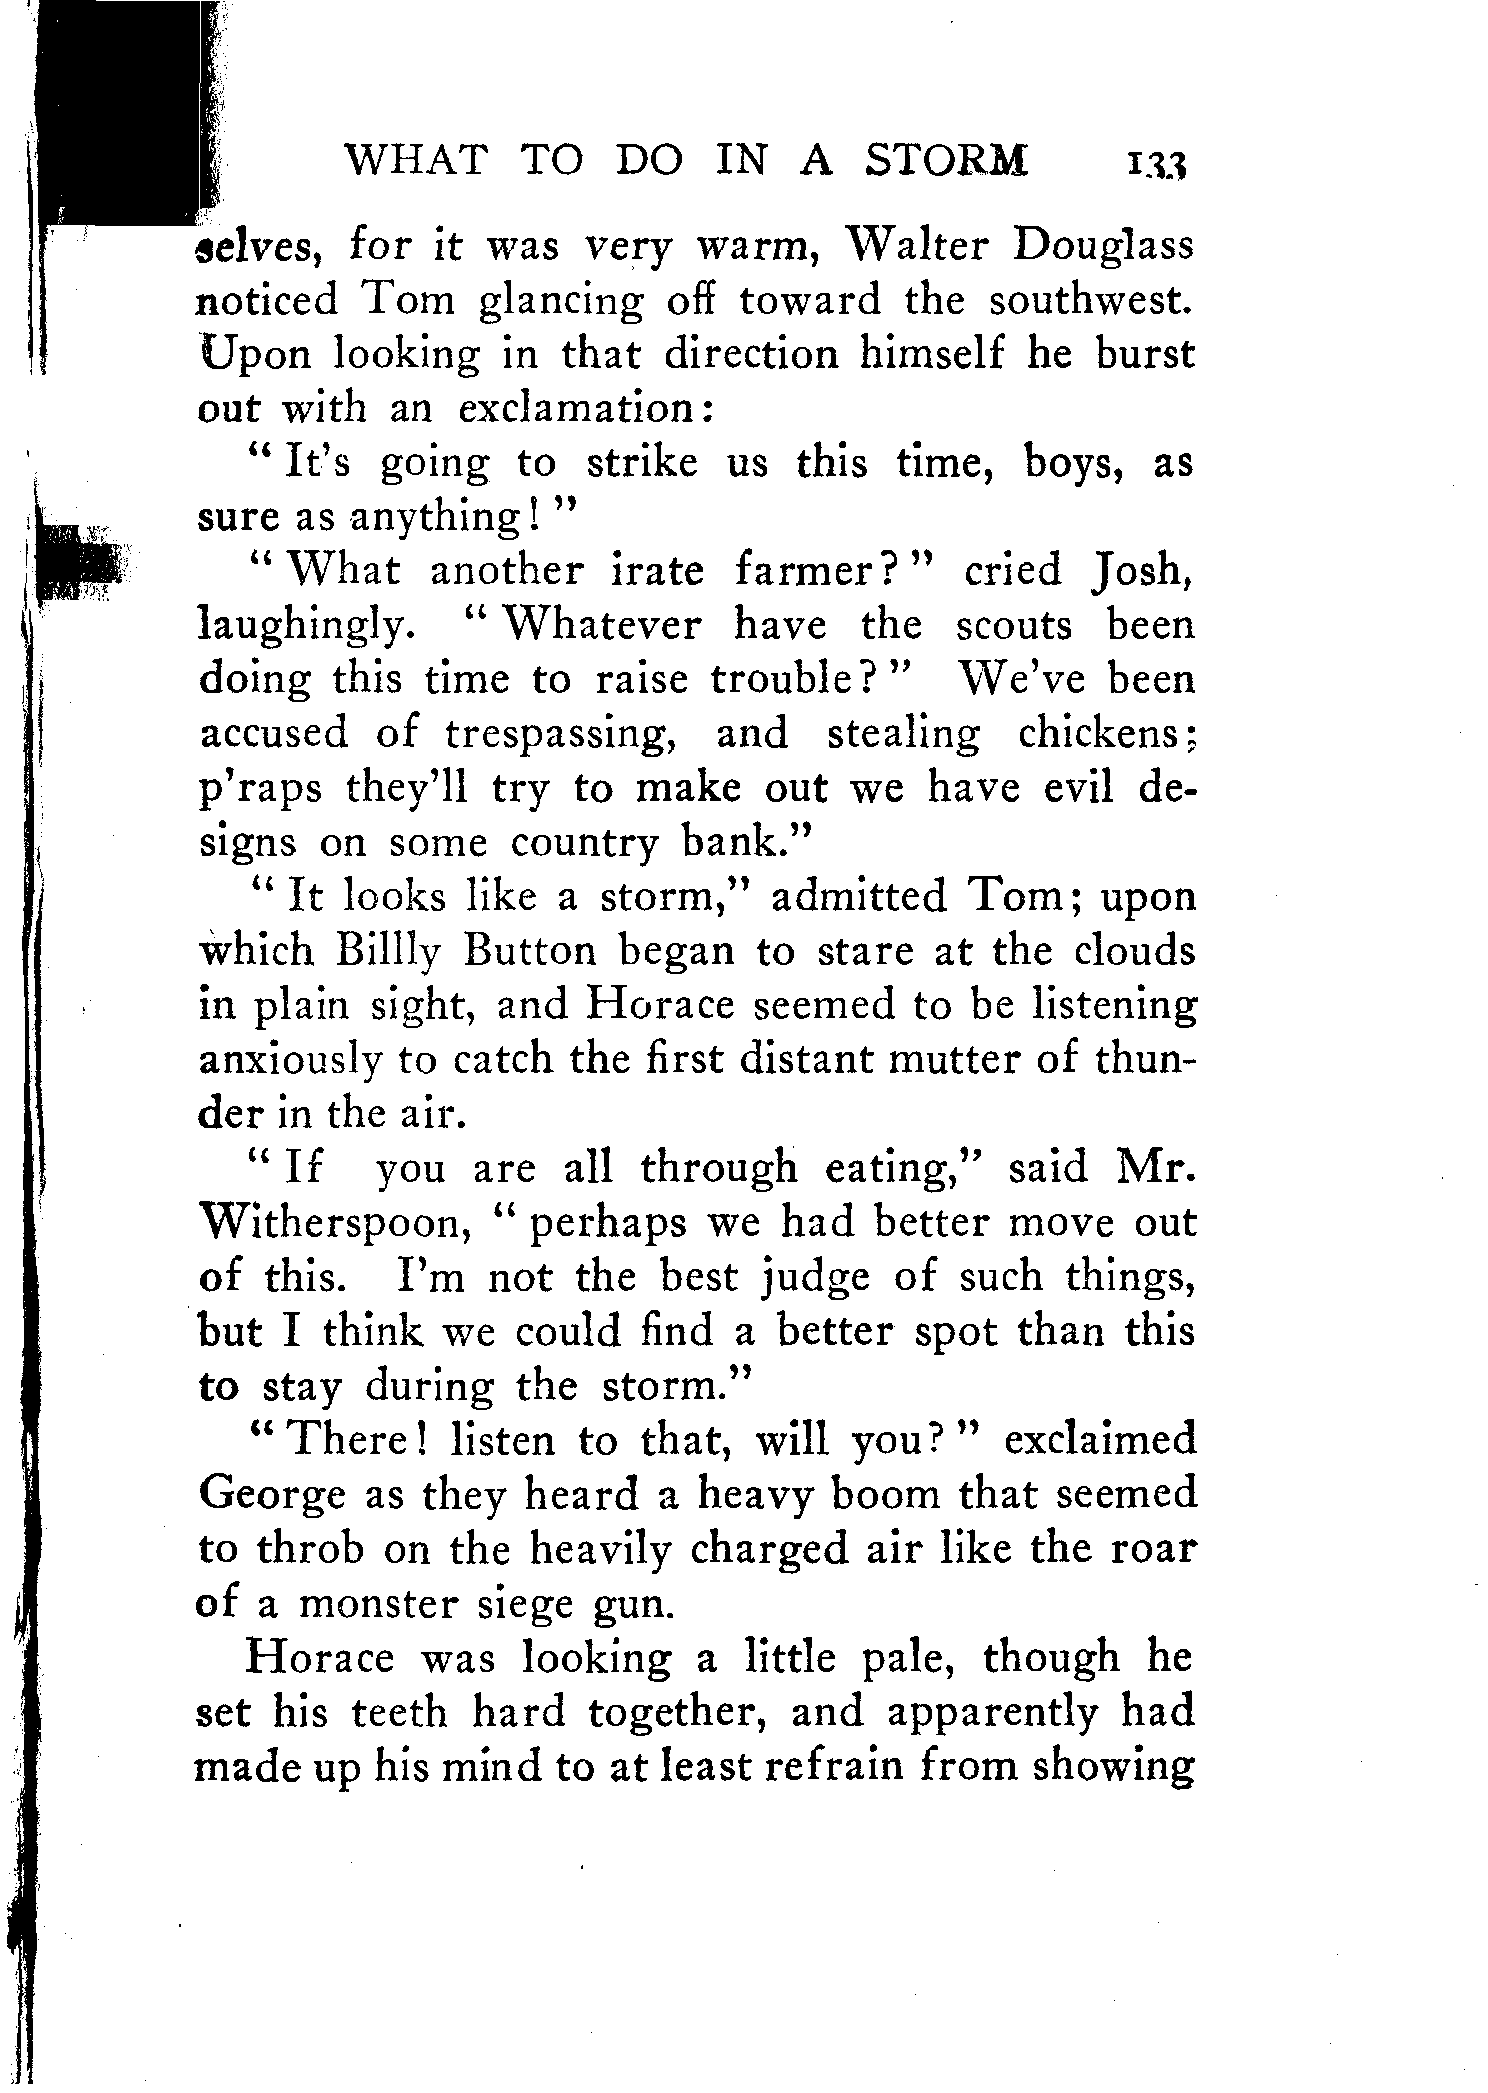 WHAT TO DO IN A STORM 133
selves, for it was very warm, Walter Douglass
noticed Tom glancing off toward the southwest.
Upon looking in that direction himself he burst
out with an exclamation:
" It's going to strike us this time, boys, as
sure as anything! "
" What another irate farmer? " cried Josh,
laughingly. " Whatever have the scouts been
doing this time to raise trouble? " We've been
accused of trespassing, and stealing chickens;
p'raps they'll try to make out we have evil de-
signs on some country bank."
" It looks like a storm," admitted Tom; upon
which Billly Button began to stare at the clouds
in plain sight, and Horace seemed to be listening
anxiously to catch the first distant mutter of thun-
der in the air.
" If you are all through eating," said Mr.
Witherspoon, " perhaps we had better move out
of this. I'm not the best judge of such things,
but I think we could find a better spot than this
to stay during the storm."
" There! listen to that, will you? " exclaimed
George as they heard a heavy boom that seemed
to throb on the heavily charged air like the roar
of a monster siege gun.
Horace was looking a little pale, though he
set his teeth hard together, and apparently had
made up his mind to at least refrain from showing